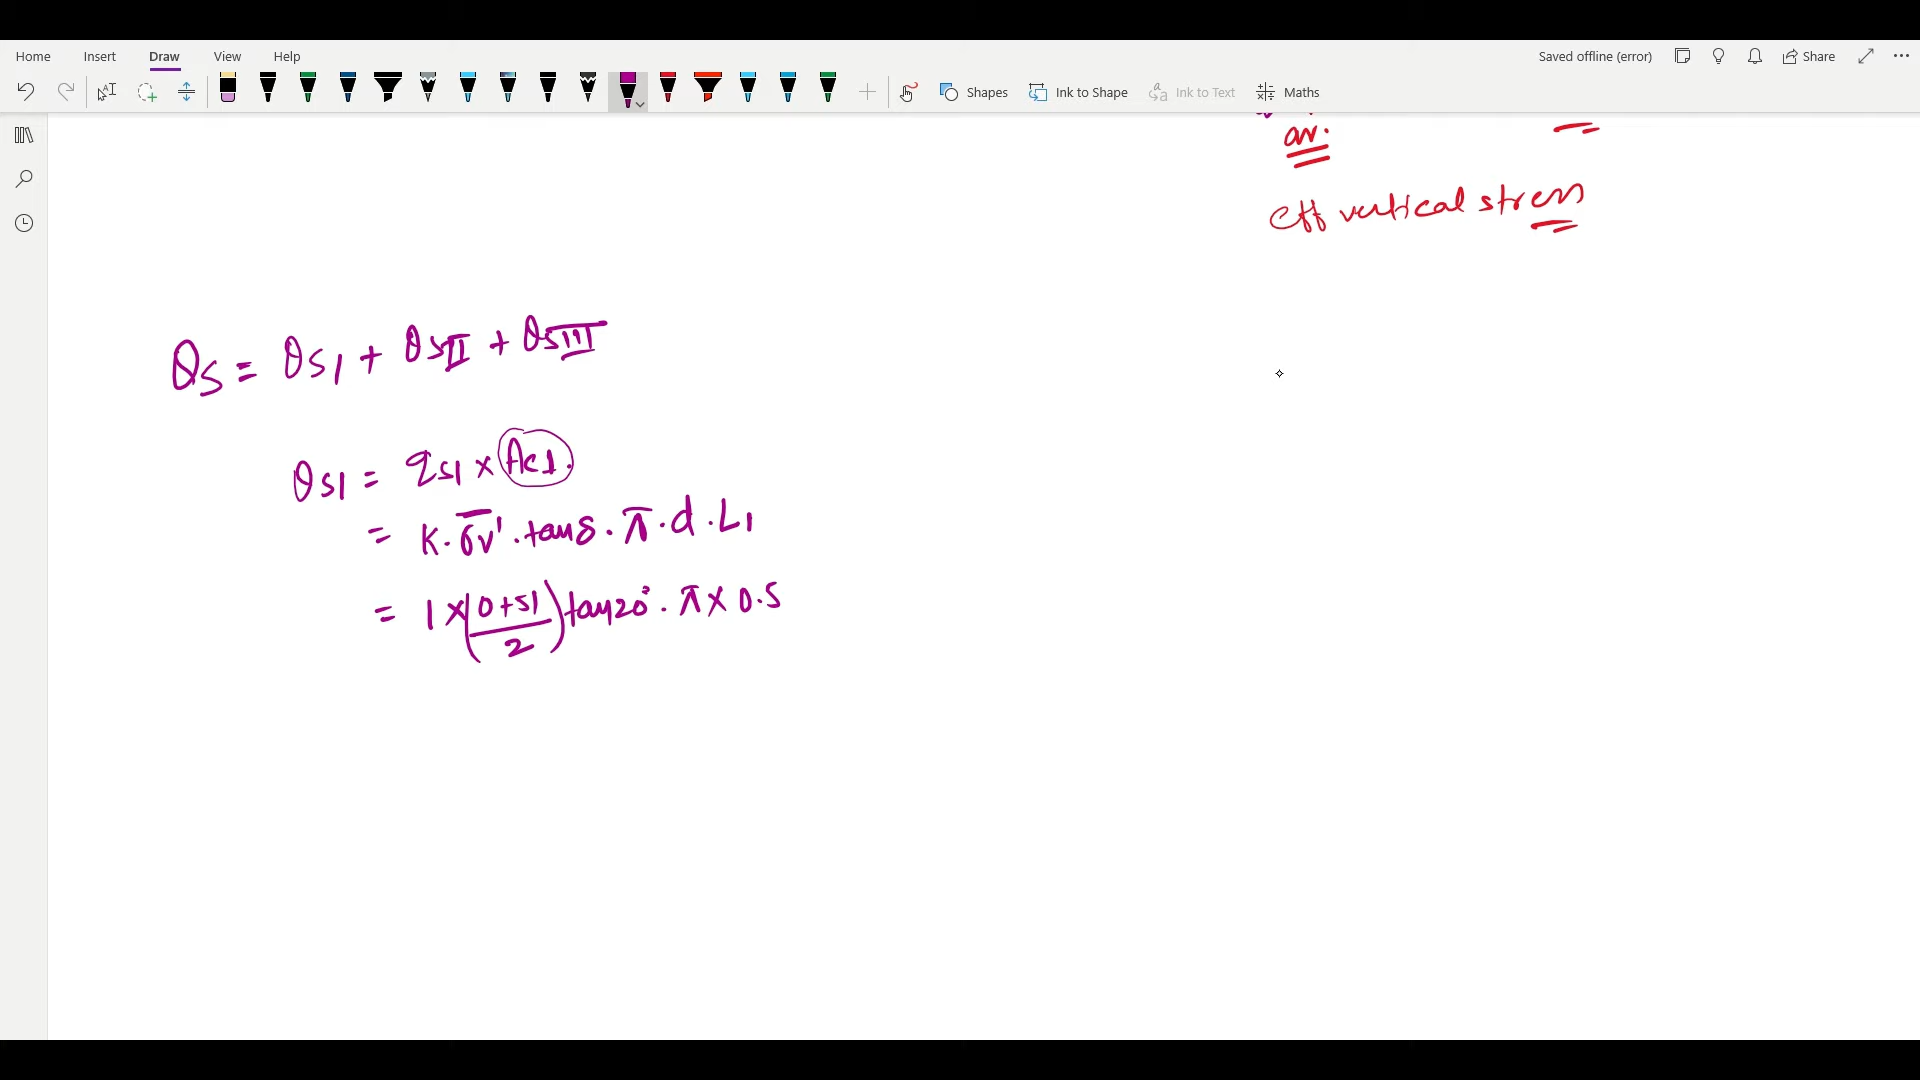 Home Insert Draw View Help Saved offline (error) Share
Ink to Shape Ink to Text Shapes Maths
av.
eff vertical stress
Qs = Qs1 + QsII + QsIII
Qs1 = qs1 × Ac1.
= K. σv'. tanδ. π. d. L1
= 1 × (0+51/2) tan20°. π × 0.5